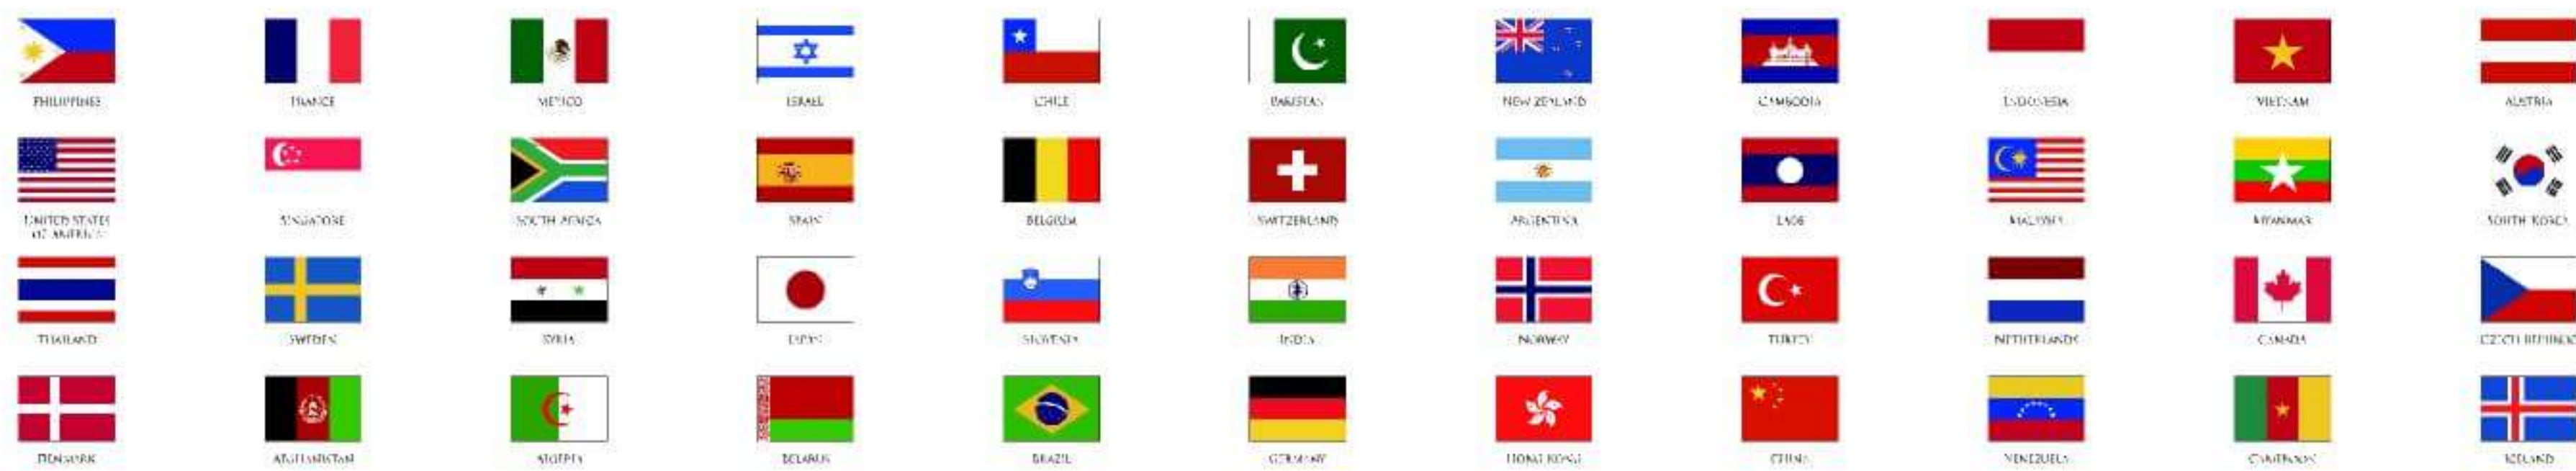 PHILIPPINES FRANCE MEXICO ISRAEL CHILE PAKISTAN NEW ZEALAND CAMBODIA INDONESIA VIETNAM AUSTRIA
UNITED STATES SINGAPORE SOUTH AFRICA SPAIN BELGIUM SWITZERLAND ARGENTINA LAOS MALAYSIA MYANMAR SOUTH KOREA
OF AMERICA
THAILAND SWEDEN SYRIA JAPAN SLOVENIA INDIA NORWAY TURKEY NETHERLANDS CANADA CZECH REPUBLIC
DENMARK AFGHANISTAN ALGERIA BELARUS BRAZIL GERMANY HONG KONG CHINA VENEZUELA CAMEROON ICELAND